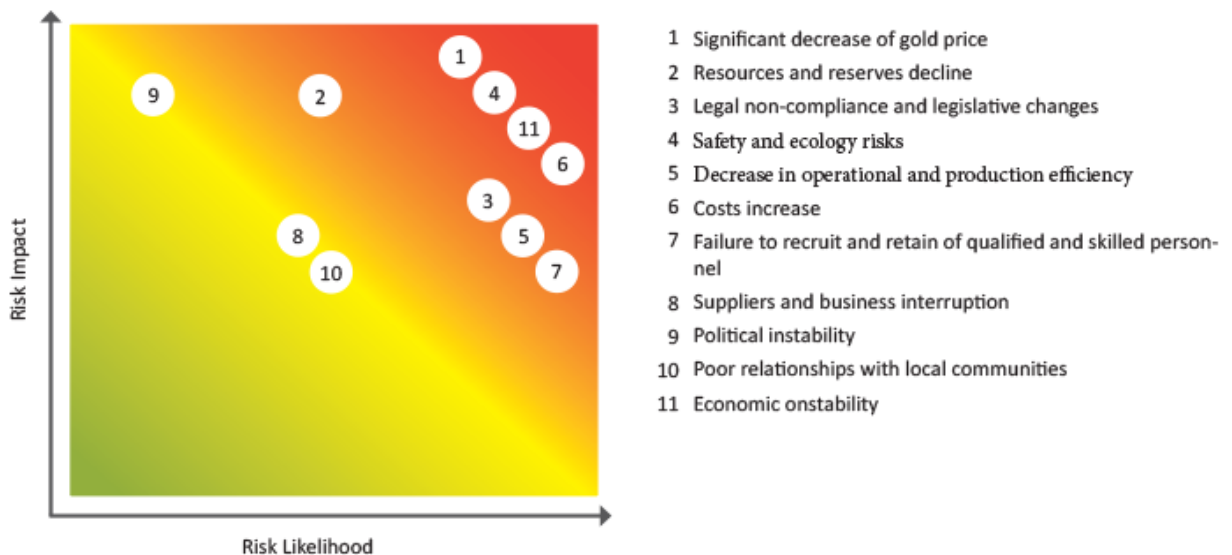 1
9
2
4
11
6
3
8
5
10
7
Risk Impact
Risk Likelihood
1 Significant decrease of gold price
2 Resources and reserves decline
3 Legal non-compliance and legislative changes
4 Safety and ecology risks
5 Decrease in operational and production efficiency
6 Costs increase
7 Failure to recruit and retain of qualified and skilled person-
nel
8 Suppliers and business interruption
9 Political instability
10 Poor relationships with local communities
11 Economic onstability